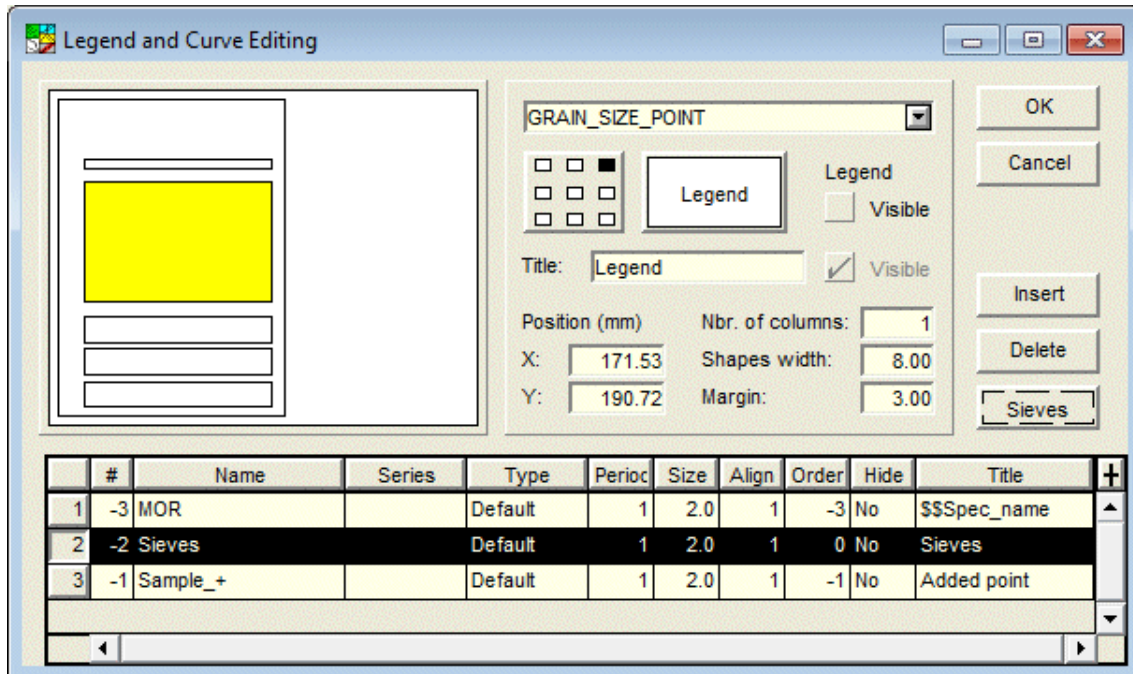 Legend and Curve Editing
GRAIN_SIZE_POINT
OK
Cancel
Legend
Legend
Visible
Title: Legend
Visible
Insert
Position (mm)
Nbr. of columns: 1
Delete
X: 171.53
Shapes width: 8.00
Y: 190.72
Margin: 3.00
Sieves
# Name Series Type Period Size Align Order Hide Title
1 -3 MOR Default 1 2.0 1 -3 No $$Spec_name
2 -2 Sieves Default 1 2.0 1 0 No Sieves
3 -1 Sample_+ Default 1 2.0 1 -1 No Added point